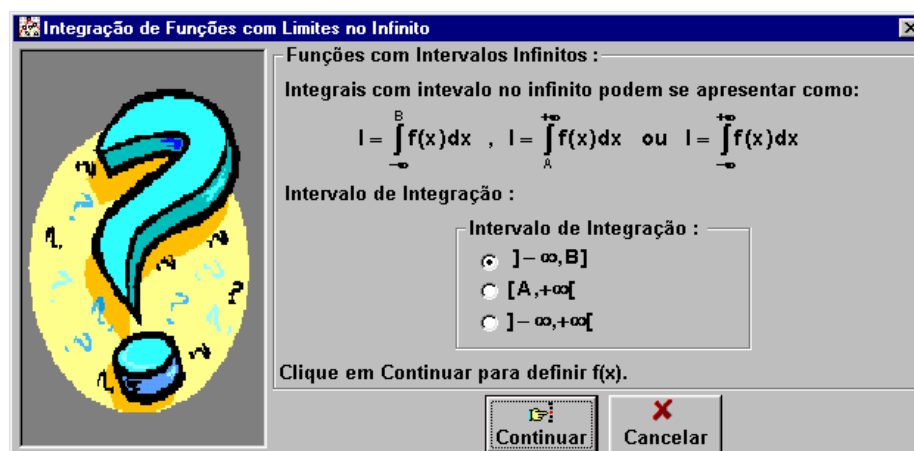 Integração de Funções com Limites no Infinito
Funções com Intervalos Infinitos :
Integrais com intevalo no infinito podem se apresentar como:
I = ∫_{-∞}^{B} f(x)dx , I = ∫_{A}^{+∞} f(x)dx ou I = ∫_{-∞}^{+∞} f(x)dx
Intervalo de Integração :
Intervalo de Integração :
]− ∞,B]
[A,+∞[
]− ∞,+∞[
Clique em Continuar para definir f(x).
Continuar
Cancelar